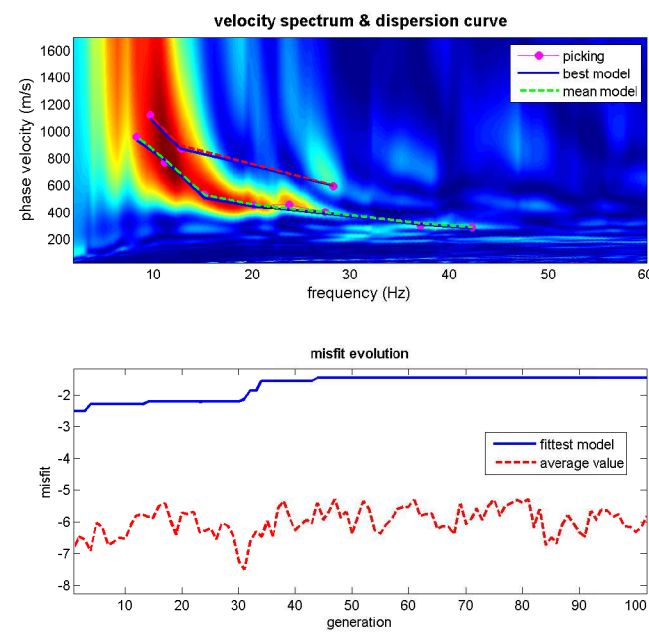 velocity spectrum & dispersion curve
phase velocity (m/s)
1600
1400
1200
1000
800
600
400
200
picking
best model
mean model
10 20 30 40 50 60
frequency (Hz)
misfit evolution
misfit
-2
-3
-4
-5
-6
-7
-8
fittest model
average value
10 20 30 40 50 60 70 80 90 100
generation